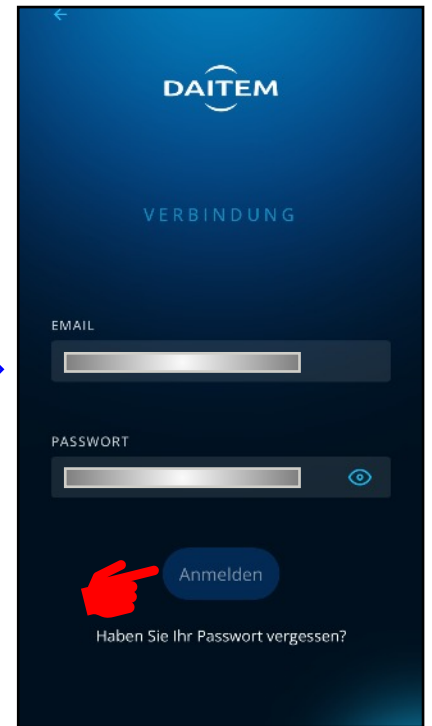 DAITEM
VERBINDUNG
EMAIL
PASSWORT
Anmelden
Haben Sie Ihr Passwort vergessen?